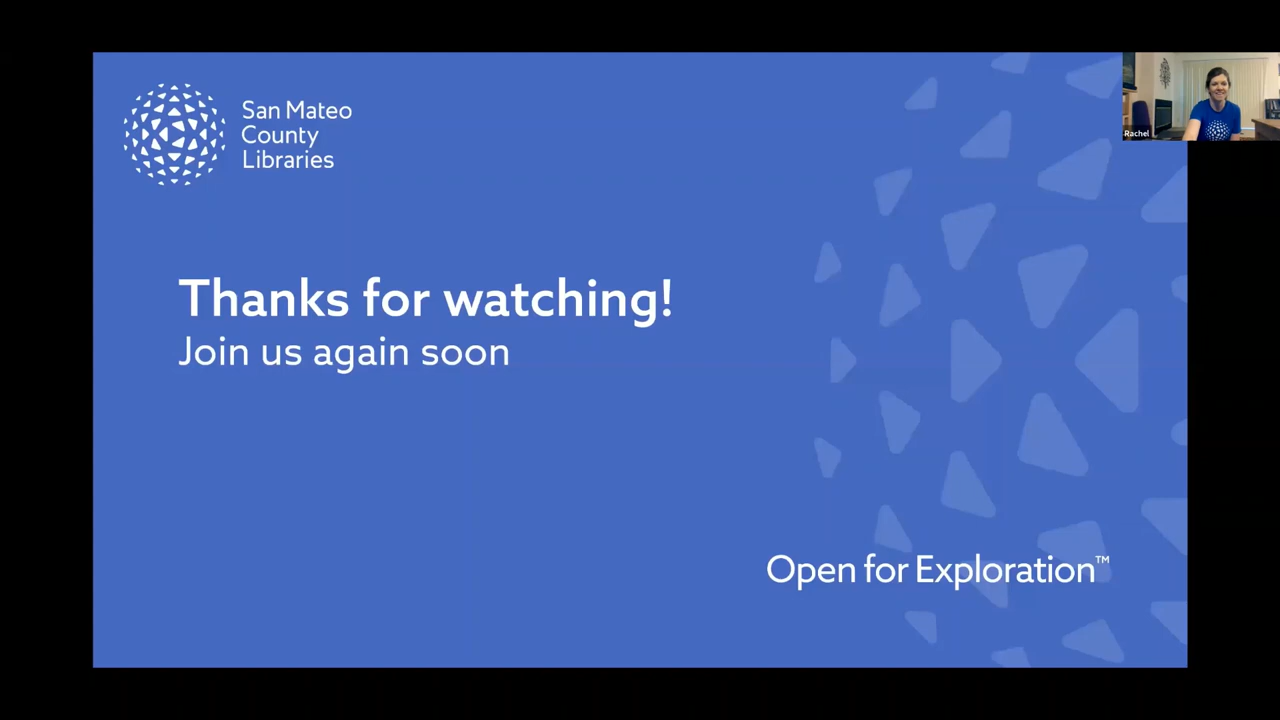 San Mateo
County
Libraries
Rachel
Thanks for watching!
Join us again soon
Open for Exploration™